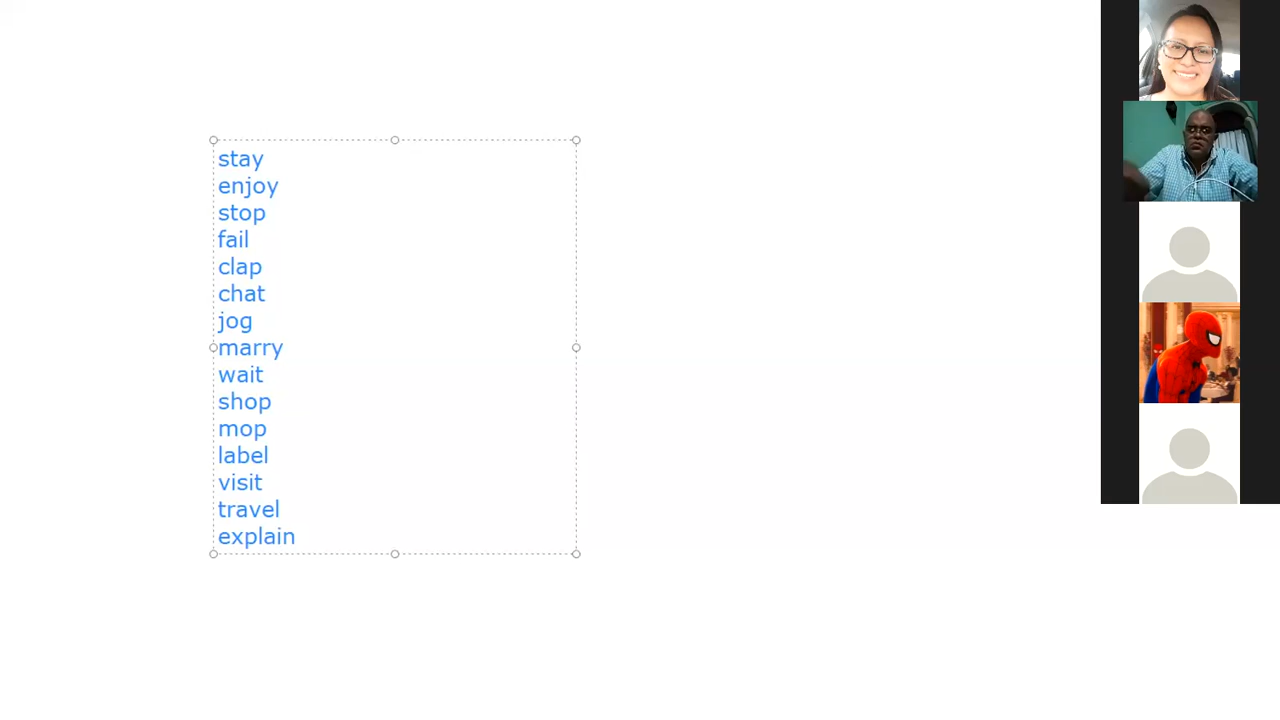 stay
enjoy
stop
fail
clap
chat
jog
marry
wait
shop
mop
label
visit
travel
explain